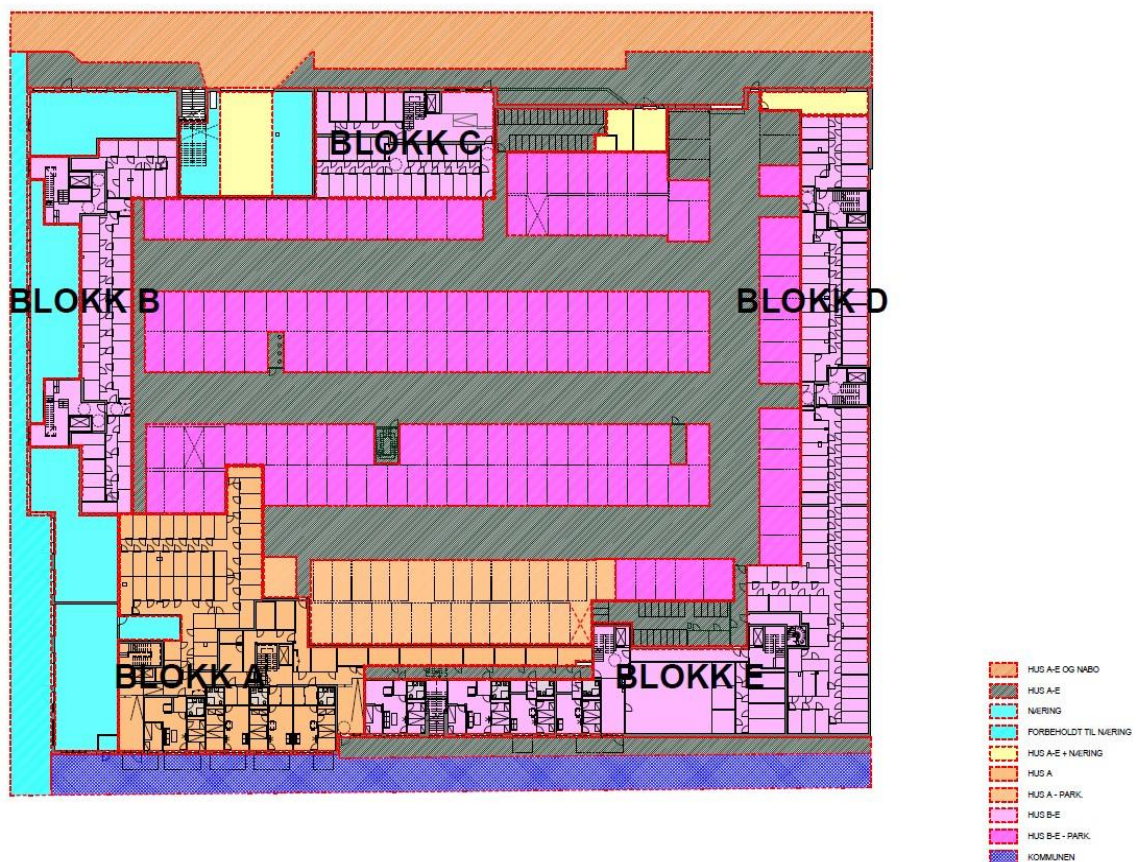 BLOKK C
BLOKK B
BLOKK D
BLOKK A
BLOKK E
HUS A-E OG NABO
HUS A-E
NÆRING
FORBEHOLDT TIL NÆRING
HUS A-E + NÆRING
HUS A
HUS A - PARK.
HUS B-E
HUS B-E - PARK.
KOMMUNEN